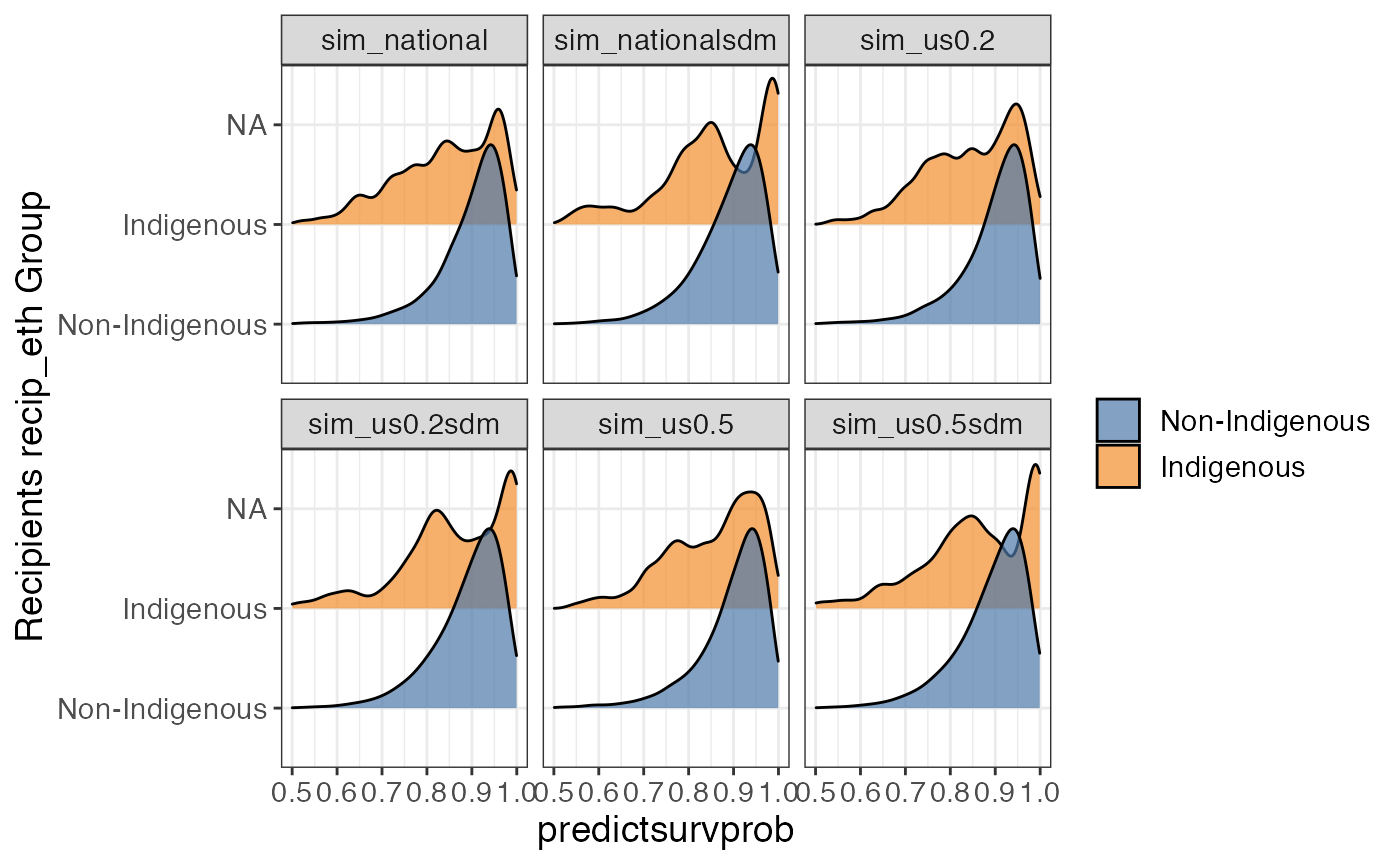 sim_national
sim_nationalsdm
sim_us0.2
NA
Indigenous
Non-Indigenous
sim_us0.2sdm
sim_us0.5
sim_us0.5sdm
NA
Indigenous
Non-Indigenous
0.5 0.6 0.7 0.8 0.9 1.0
0.5 0.6 0.7 0.8 0.9 1.0
0.5 0.6 0.7 0.8 0.9 1.0
predictsurvprob
Recipients recip_eth Group
Non-Indigenous
Indigenous